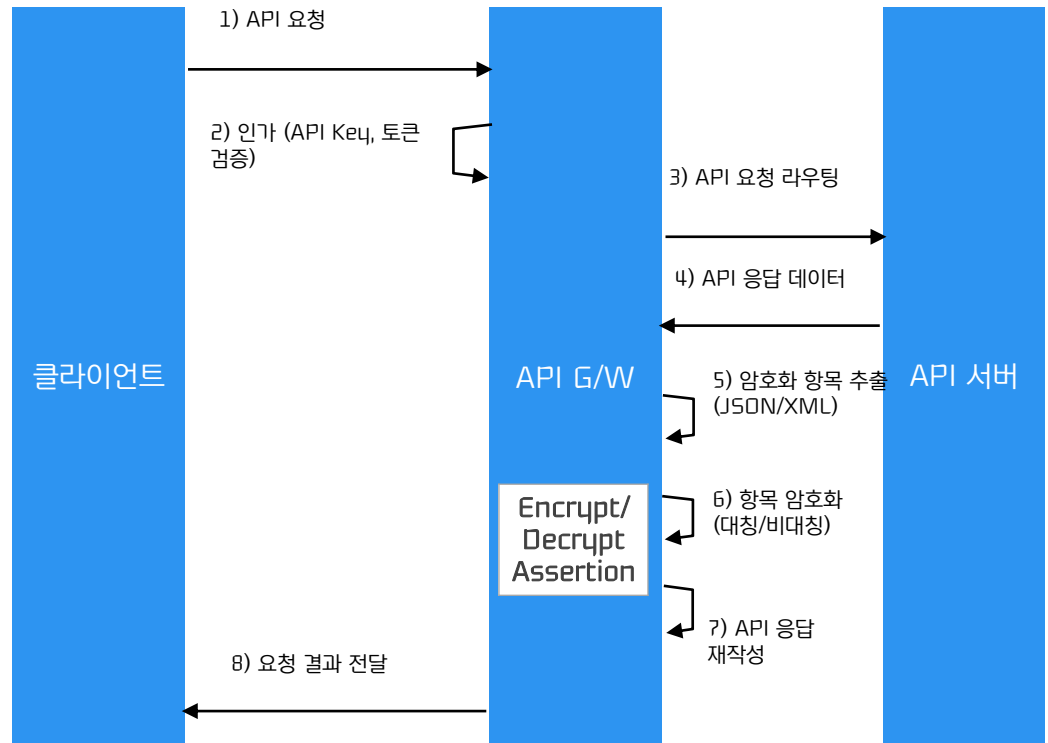 1) API 요청
2) 인가 (API Key, 토큰
검증)
3) API 요청 라우팅
4) API 응답 데이터
클라이언트
API G/W
5) 암호화 항목 추출
(JSON/XML)
API 서버
Encrypt/
Decrypt
Assertion
6) 항목 암호화
(대칭/비대칭)
7) API 응답
재작성
8) 요청 결과 전달